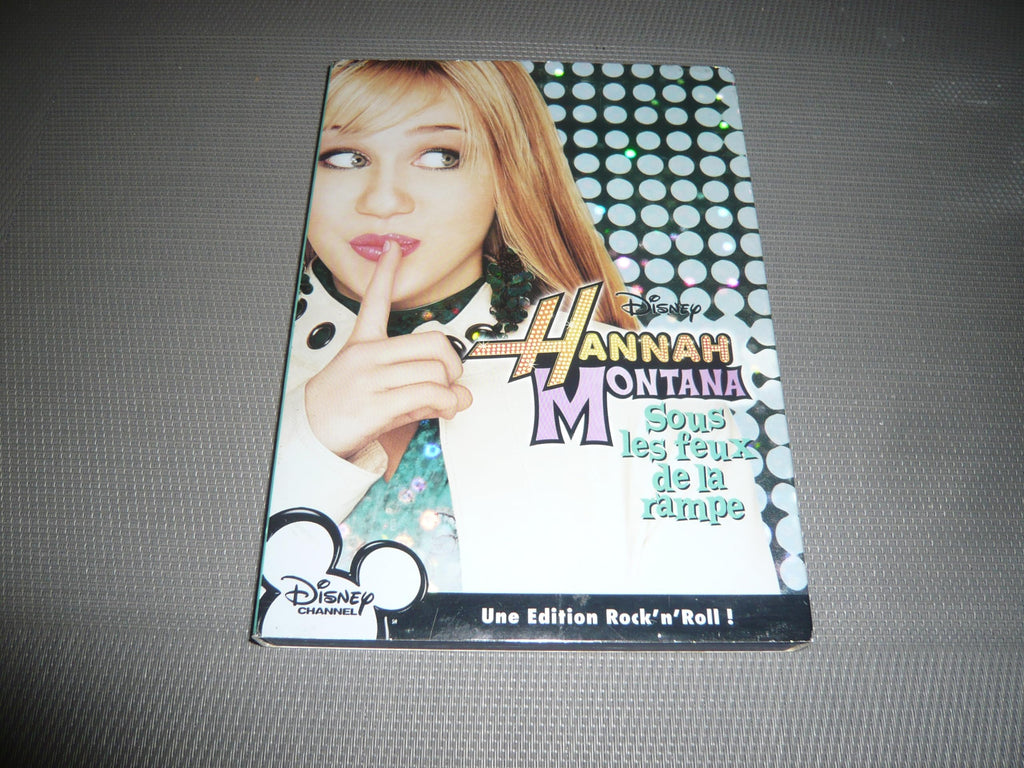 Disney
HANNAH
MONTANA
Sous
les feux
de la
rampe
Disney
CHANNEL
Une Edition Rock'n'Roll !